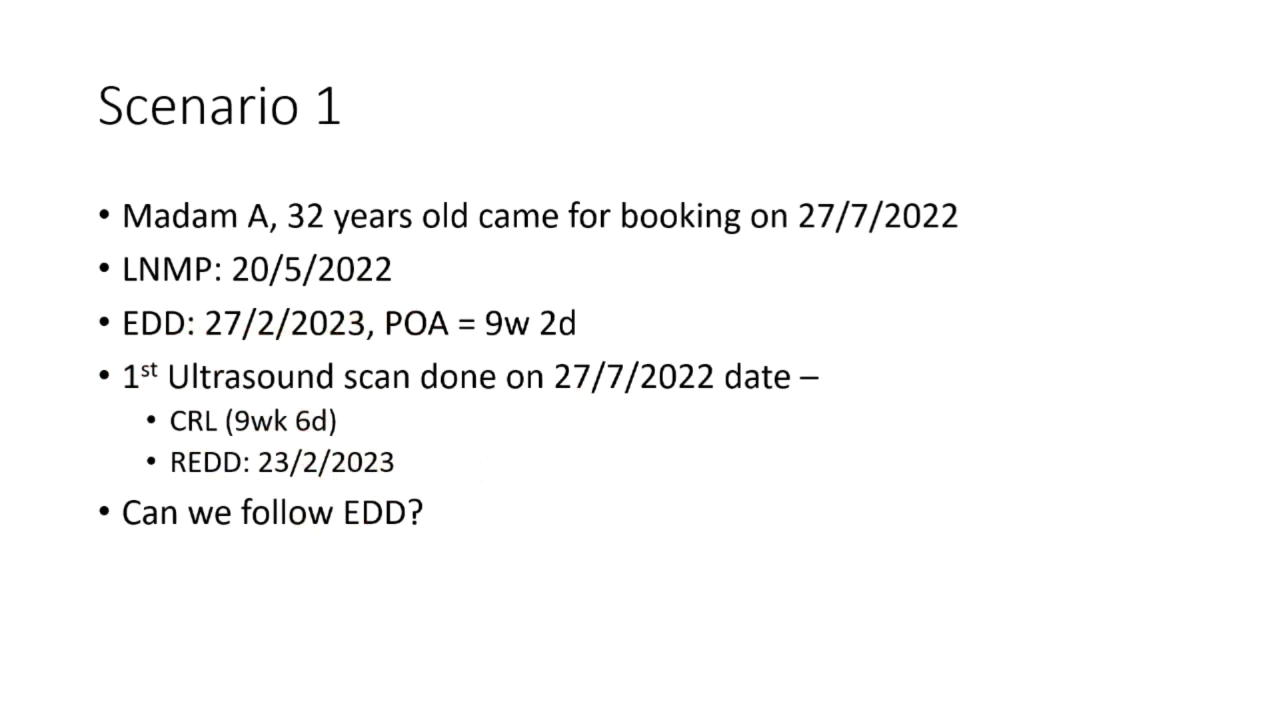 Scenario 1
• Madam A, 32 years old came for booking on 27/7/2022
• LNMP: 20/5/2022
• EDD: 27/2/2023, POA = 9w 2d
• 1st Ultrasound scan done on 27/7/2022 date –
• CRL (9wk 6d)
• REDD: 23/2/2023
• Can we follow EDD?